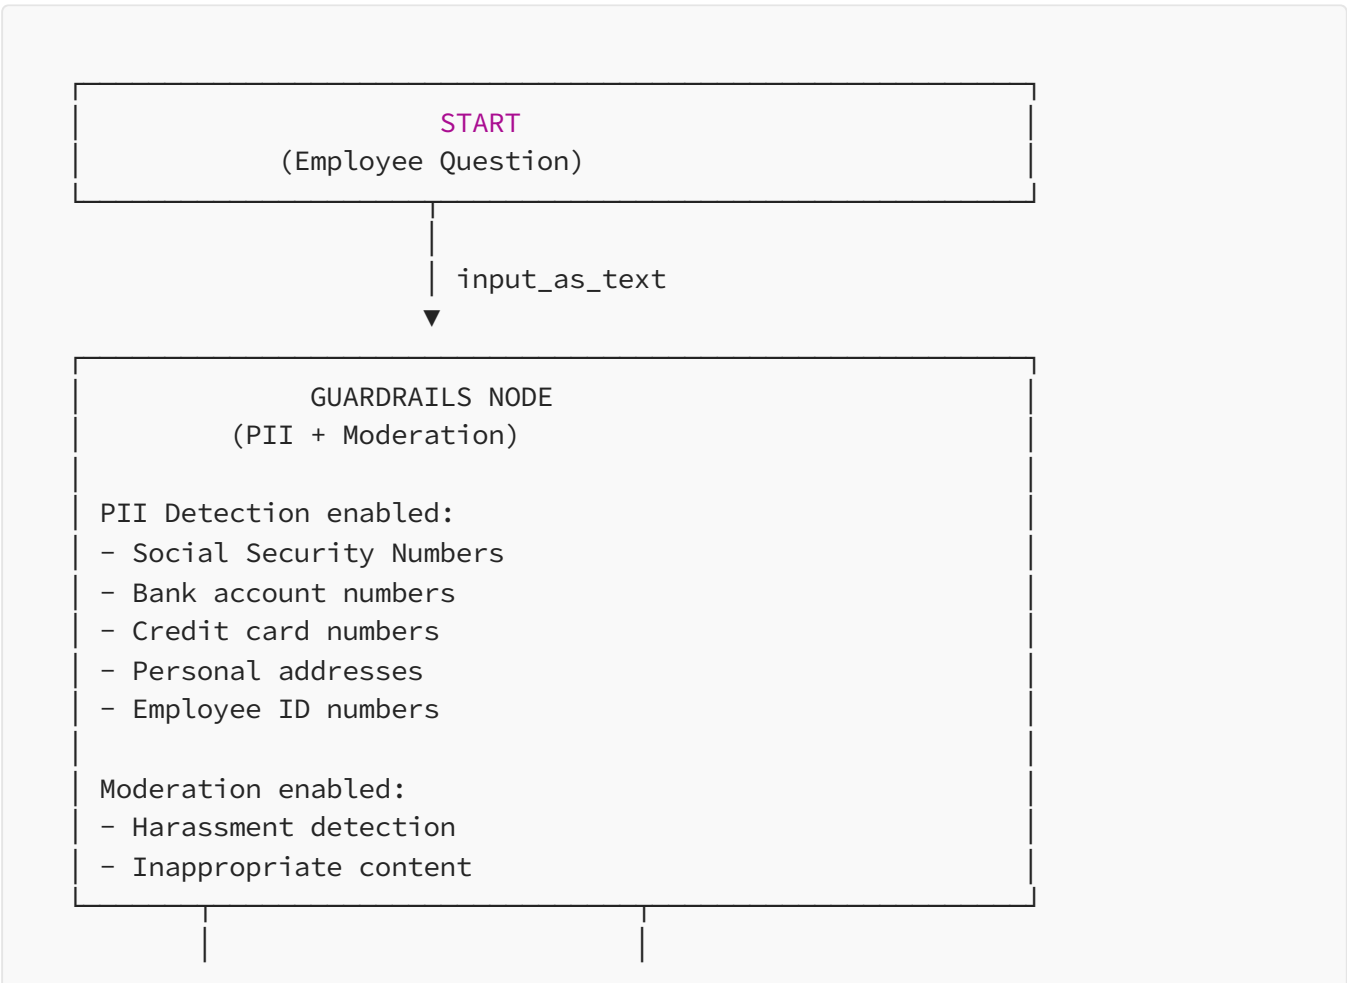 START
(Employee Question)
input_as_text
GUARDRAILS NODE
(PII + Moderation)
PII Detection enabled:
- Social Security Numbers
- Bank account numbers
- Credit card numbers
- Personal addresses
- Employee ID numbers
Moderation enabled:
- Harassment detection
- Inappropriate content